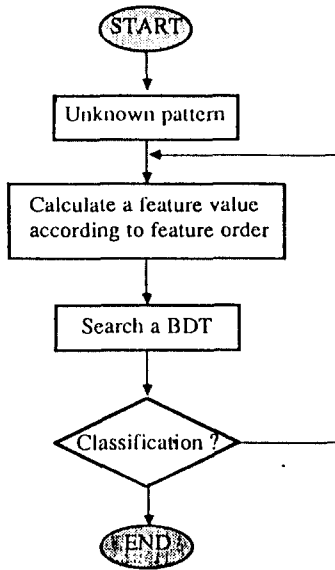 START
Unknown pattern
Calculate a feature value
according to feature order
Search a BDT
Classification ?
END